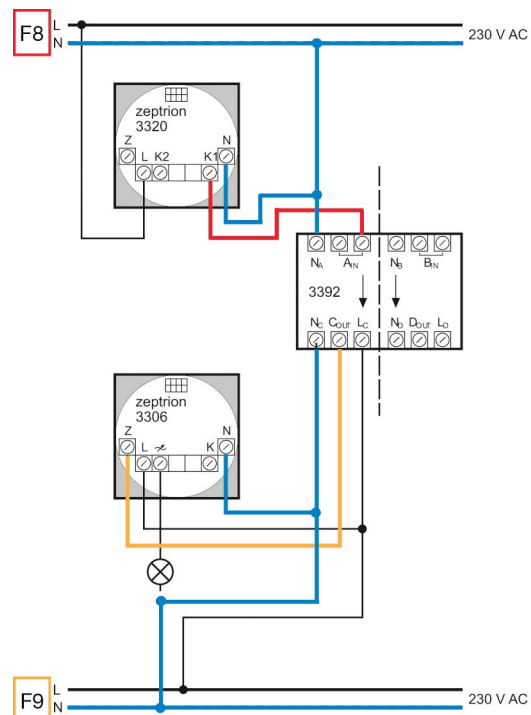 F8 L
N
230 V AC
zeptrion
3320
Z
L K2 K1 N
NA AIN NB BIN
3392
NC COUT LC ND DOUT LD
zeptrion
3306
Z
L K N
F9 L
N
230 V AC